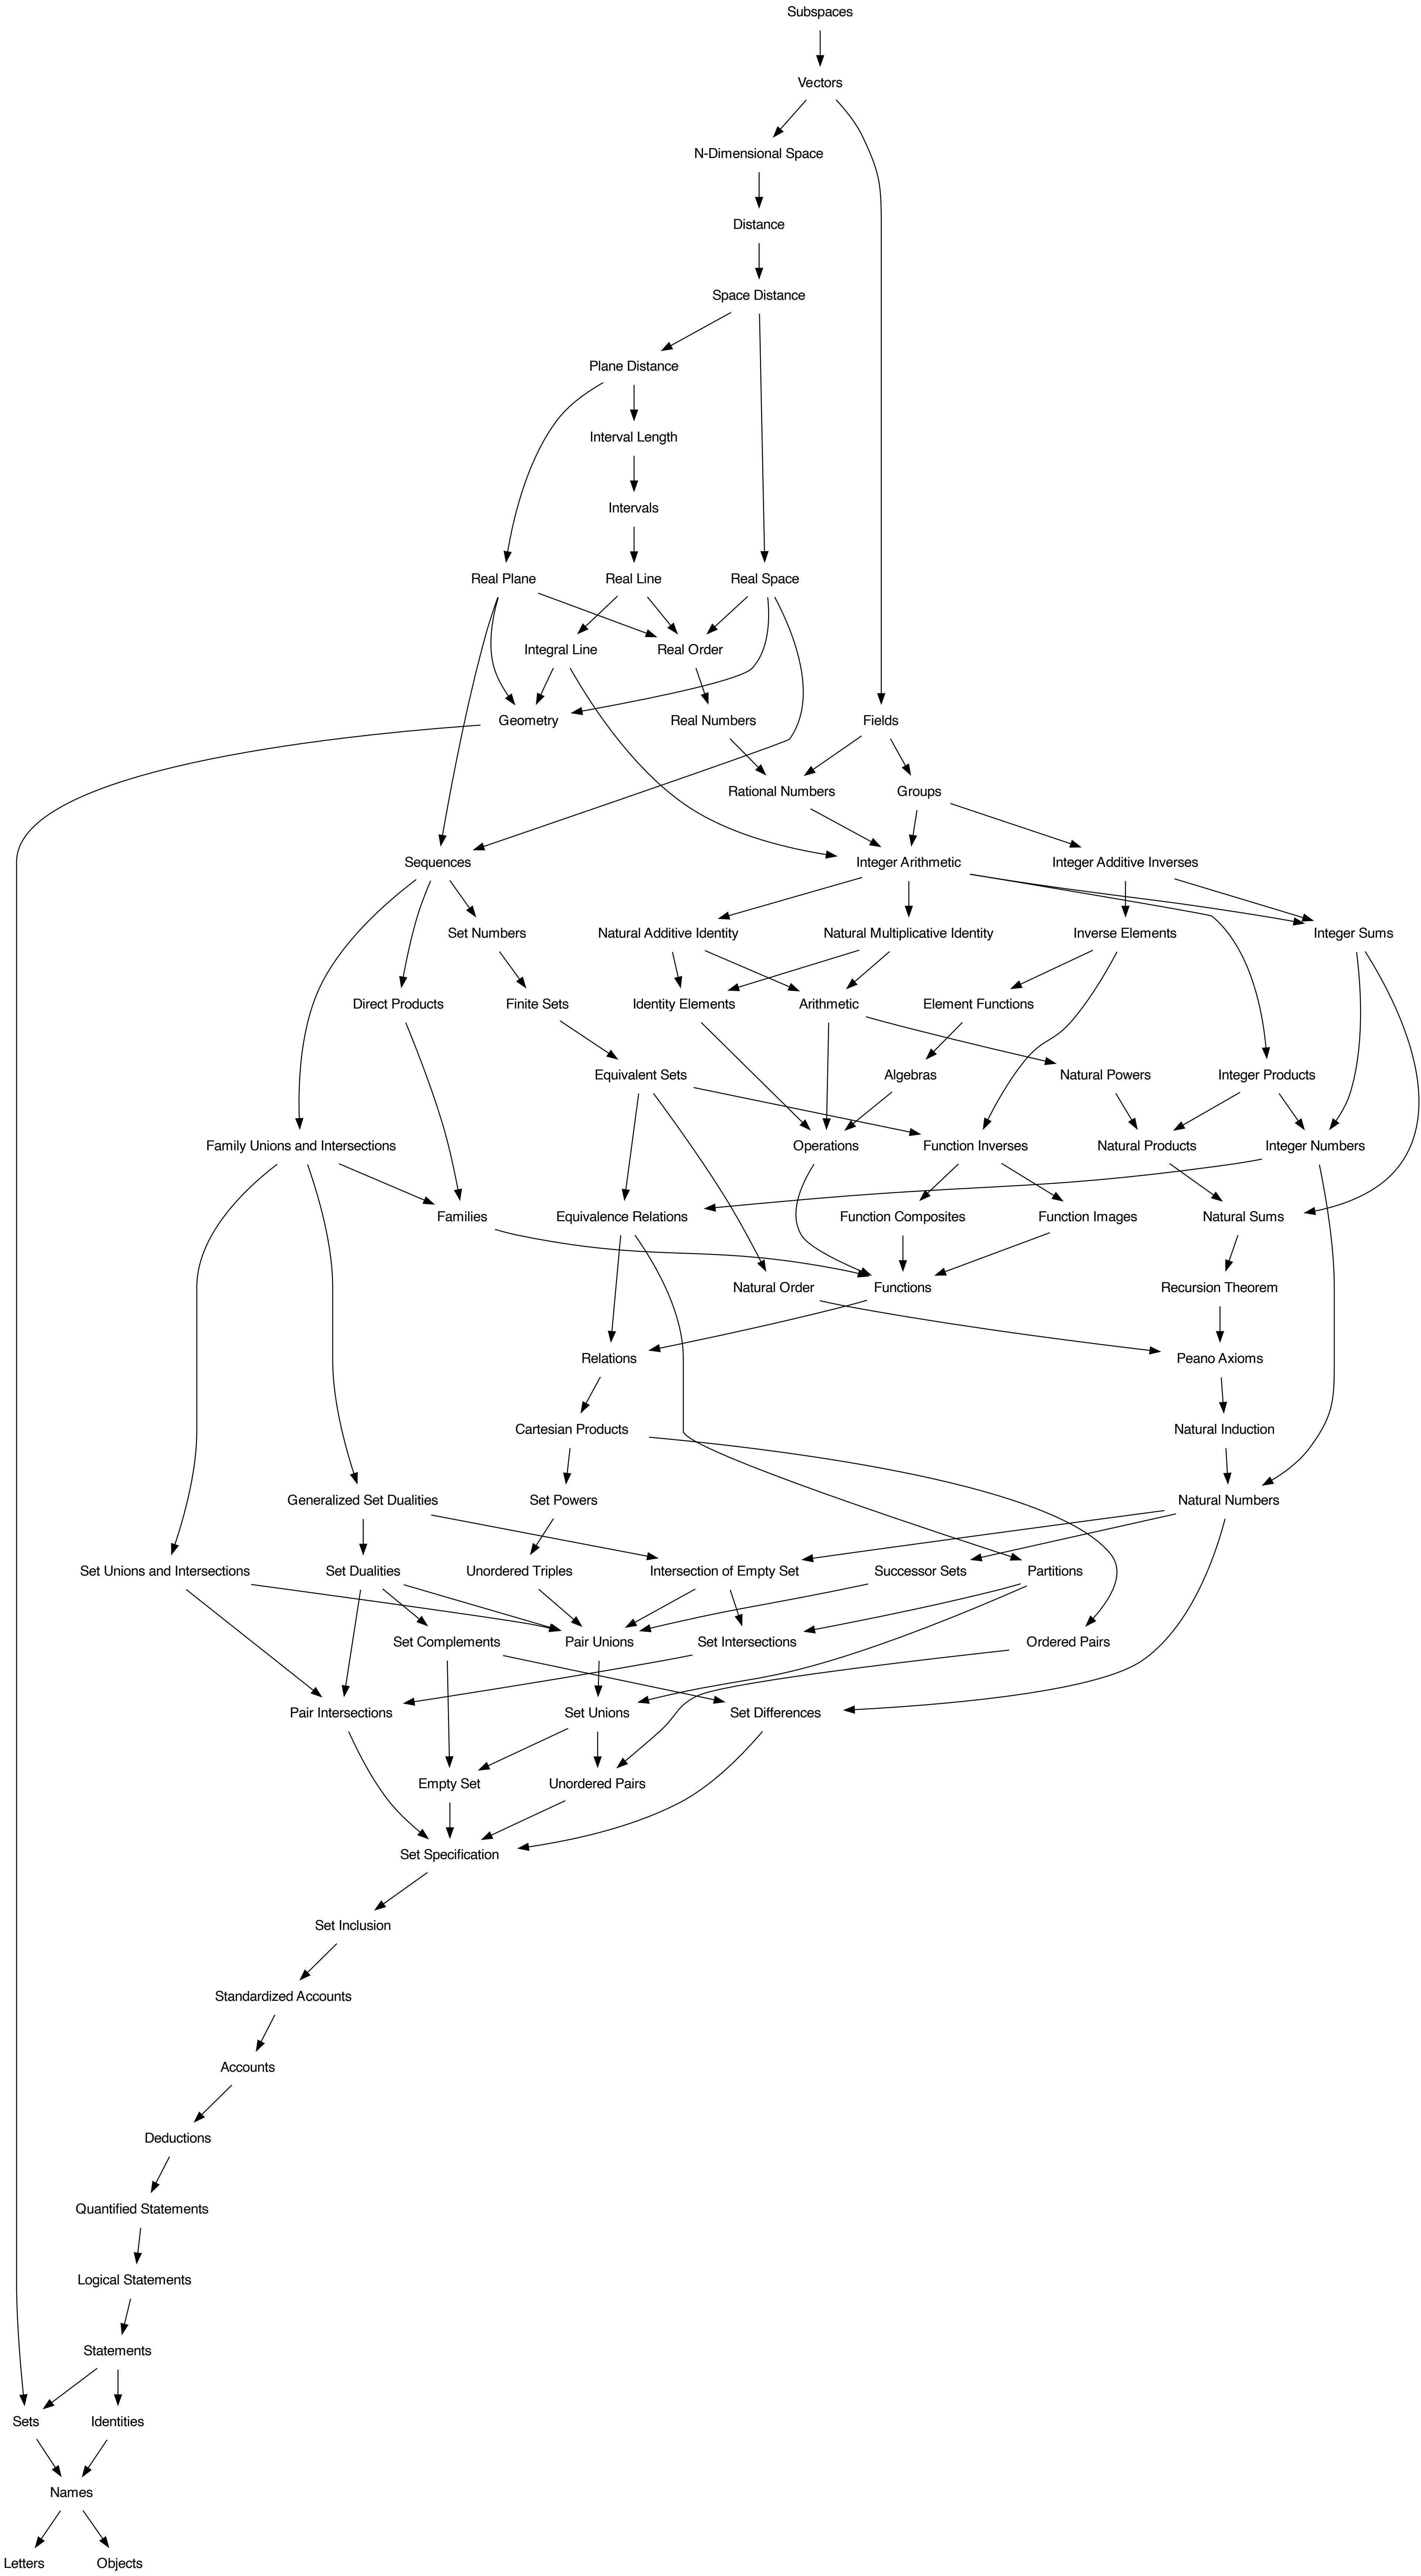 Subspaces
Vectors
N-Dimensional Space
Distance
Space Distance
Plane Distance
Interval Length
Intervals
Real Plane
Real Line
Real Space
Integral Line
Real Order
Geometry
Real Numbers
Fields
Rational Numbers
Groups
Sequences
Integer Arithmetic
Integer Additive Inverses
Set Numbers
Natural Additive Identity
Natural Multiplicative Identity
Inverse Elements
Integer Sums
Direct Products
Finite Sets
Identity Elements
Arithmetic
Element Functions
Equivalent Sets
Algebras
Natural Powers
Integer Products
Family Unions and Intersections
Operations
Function Inverses
Natural Products
Integer Numbers
Families
Equivalence Relations
Function Composites
Function Images
Natural Sums
Natural Order
Functions
Recursion Theorem
Relations
Peano Axioms
Cartesian Products
Natural Induction
Generalized Set Dualities
Set Powers
Natural Numbers
Set Unions and Intersections
Set Dualities
Unordered Triples
Intersection of Empty Set
Successor Sets
Partitions
Set Complements
Pair Unions
Set Intersections
Ordered Pairs
Pair Intersections
Set Unions
Set Differences
Empty Set
Unordered Pairs
Set Specification
Set Inclusion
Standardized Accounts
Accounts
Deductions
Quantified Statements
Logical Statements
Statements
Sets
Identities
Names
Letters
Objects